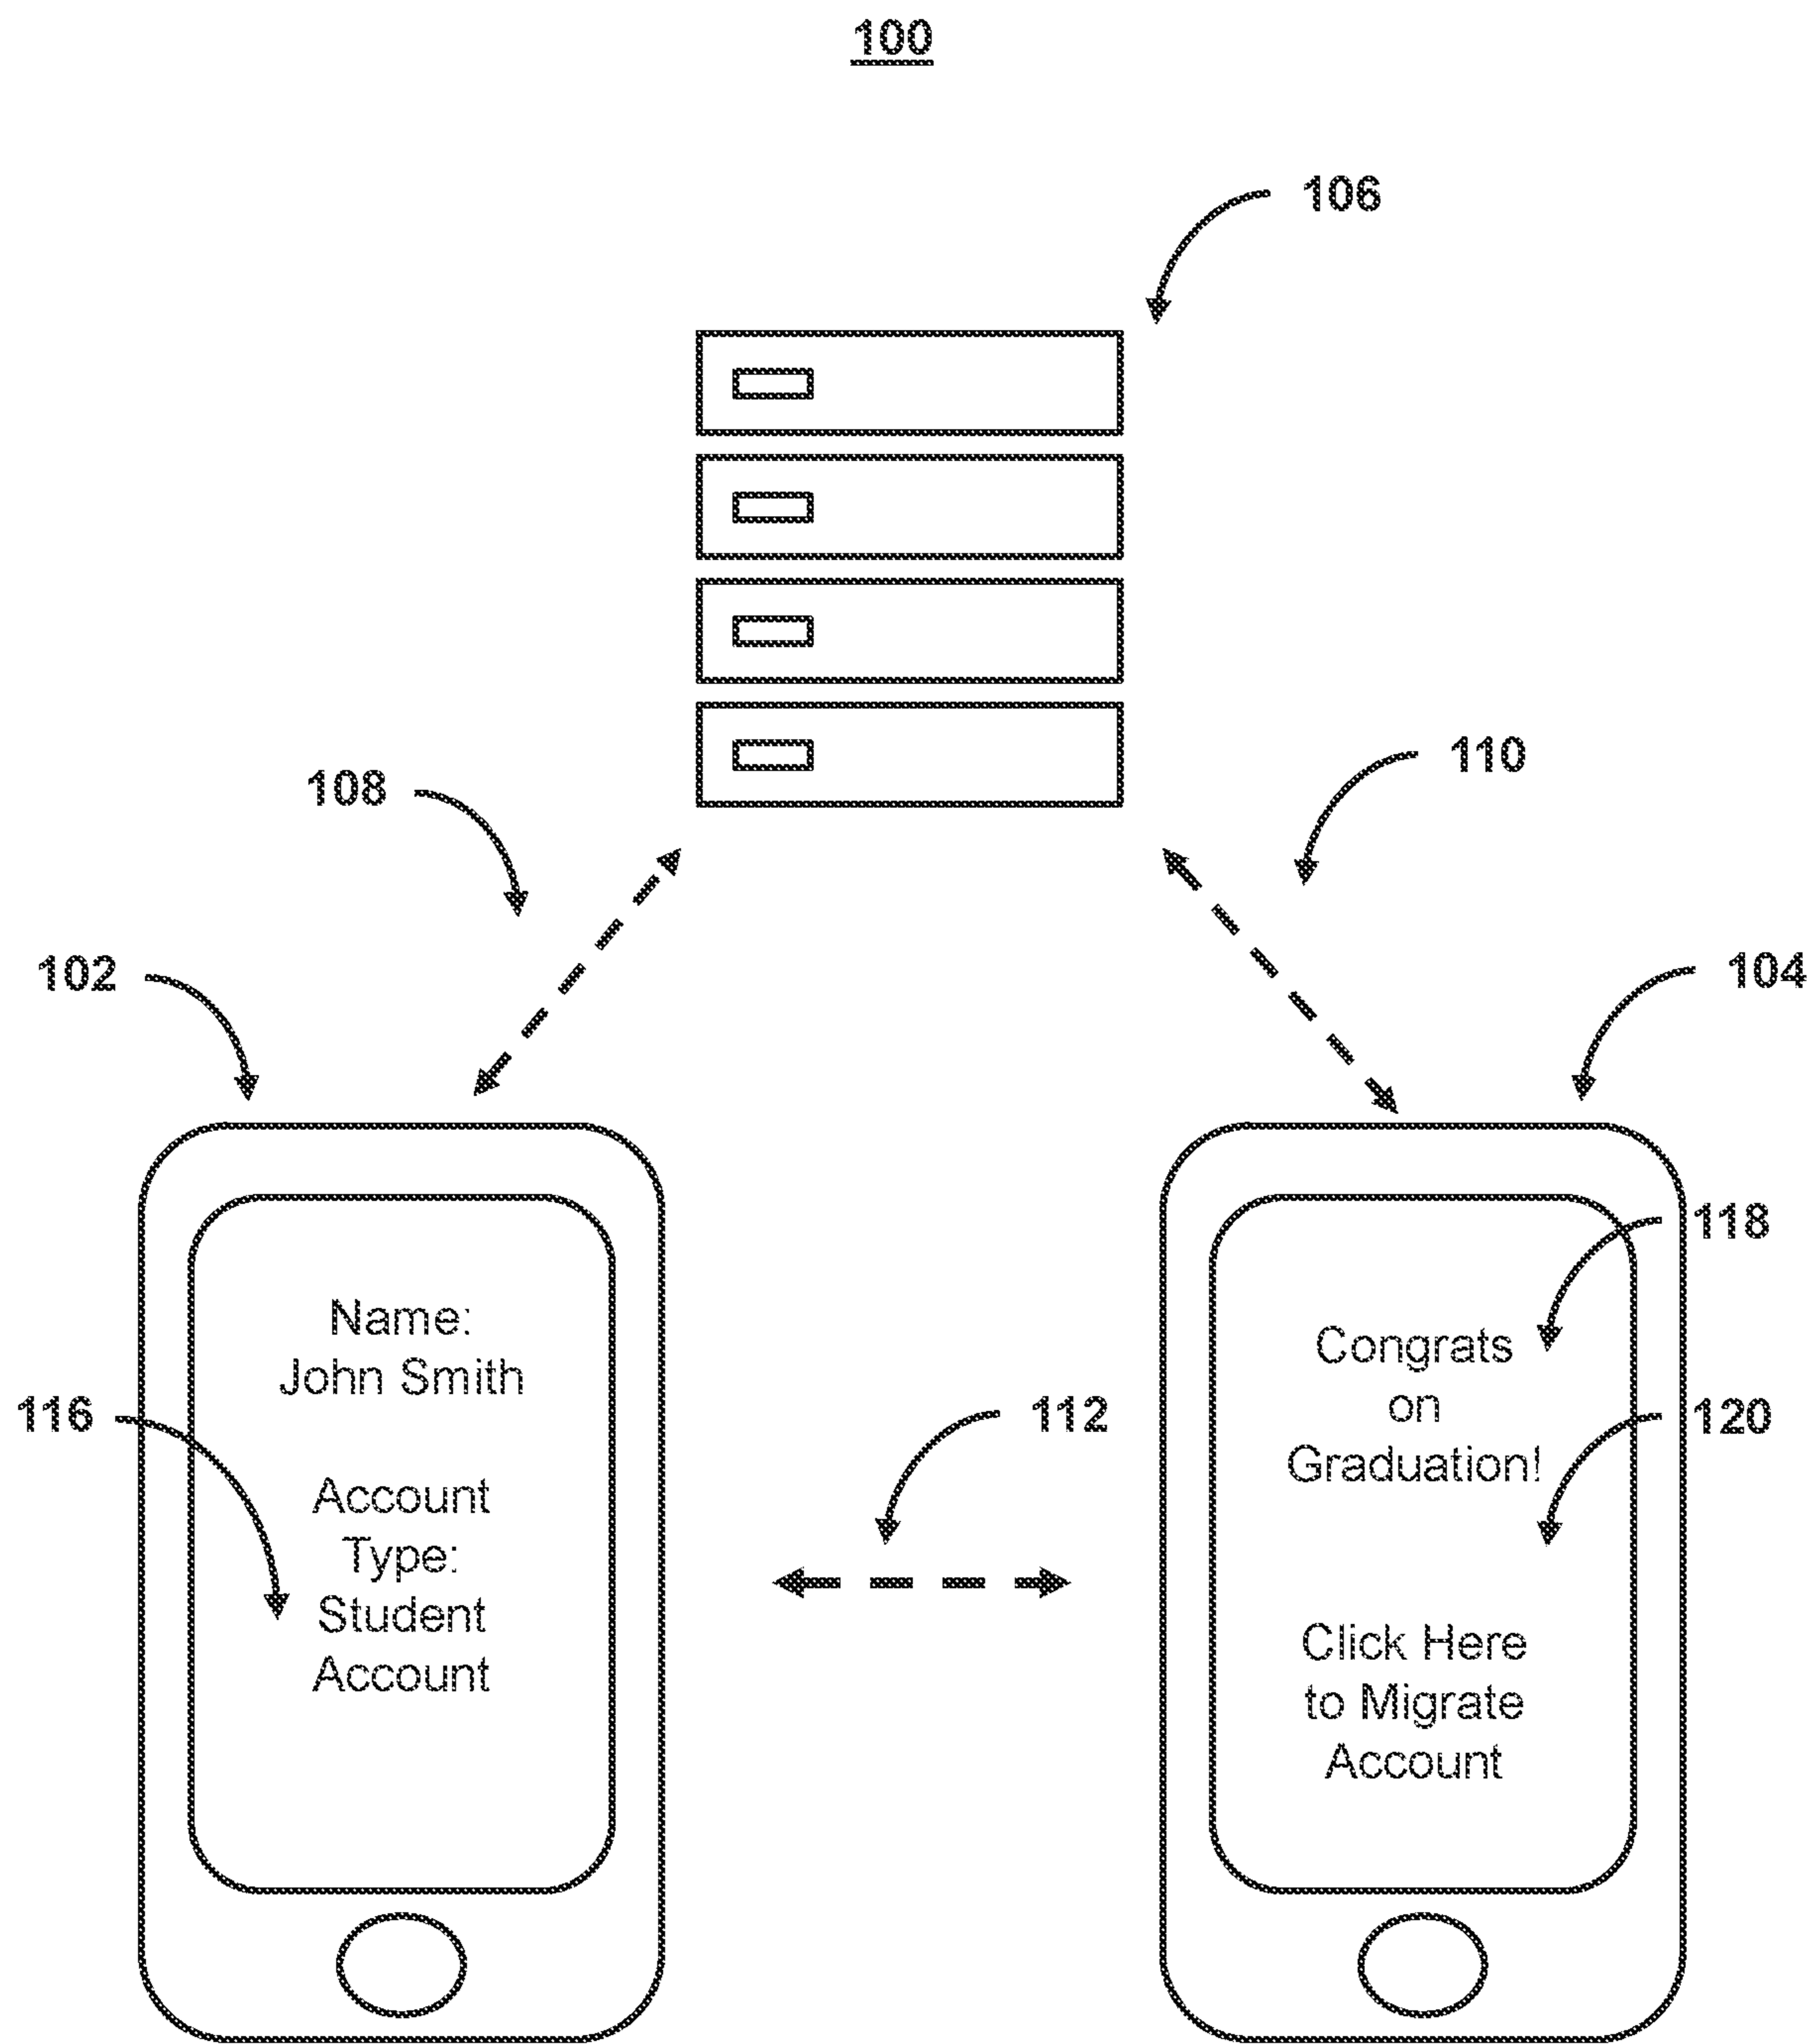 100
106
110
108
102
104
118
Name:
John Smith
Congrats
on
Graduation!
116
112
120
Account
Type:
Student
Account
Click Here
to Migrate
Account